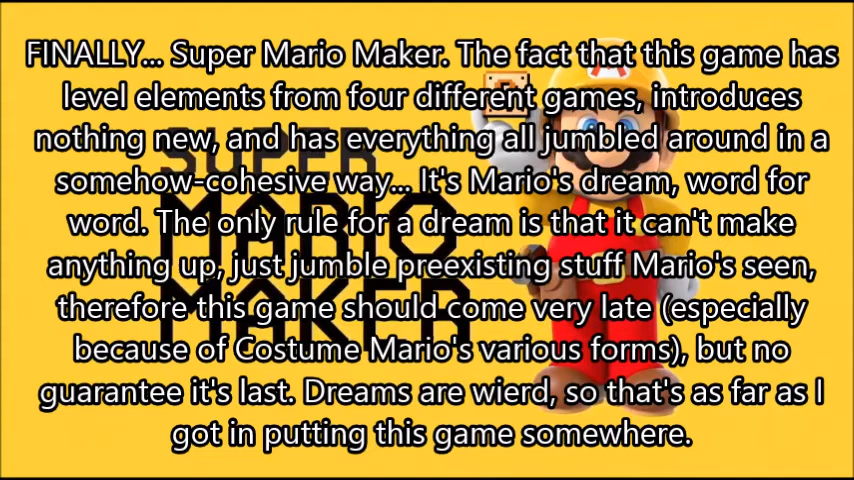 FINALLY... Super Mario Maker. The fact that this game has
level elements from four different games, introduces
nothing new, and has everything all jumbled around in a
somehow-cohesive way... It's Mario's dream, word for
word. The only rule for a dream is that it can't make
anything up, just jumble preexisting stuff Mario's seen,
therefore this game should come very late (especially
because of Costume Mario's various forms), but no
guarantee it's last. Dreams are wierd, so that's as far as I
got in putting this game somewhere.
SUPER
MARIO
MAKER